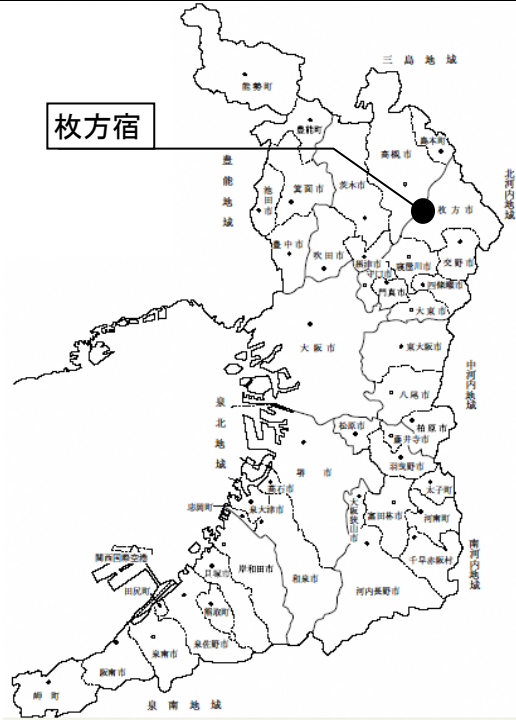 三島地域
能勢町
豊能町
島本町
枚方宿
高槻市
豊能地域
茨木市
箕面市
池田市
北河内地域
枚方市
豊中市
吹田市
摂津市
守口市
寝屋川市
交野市
門真市
四條畷市
大東市
大阪市
東大阪市
中河内地域
八尾市
泉北地域
松原市
柏原市
藤井寺市
羽曳野市
堺市
高石市
泉大津市
忠岡町
大阪狭山市
富田林市
太子町
河南町
千早赤阪村
南河内地域
関西国際空港
田尻町
貝塚市
岸和田市
和泉市
河内長野市
熊取町
泉佐野市
泉南市
阪南市
岬町
泉南地域